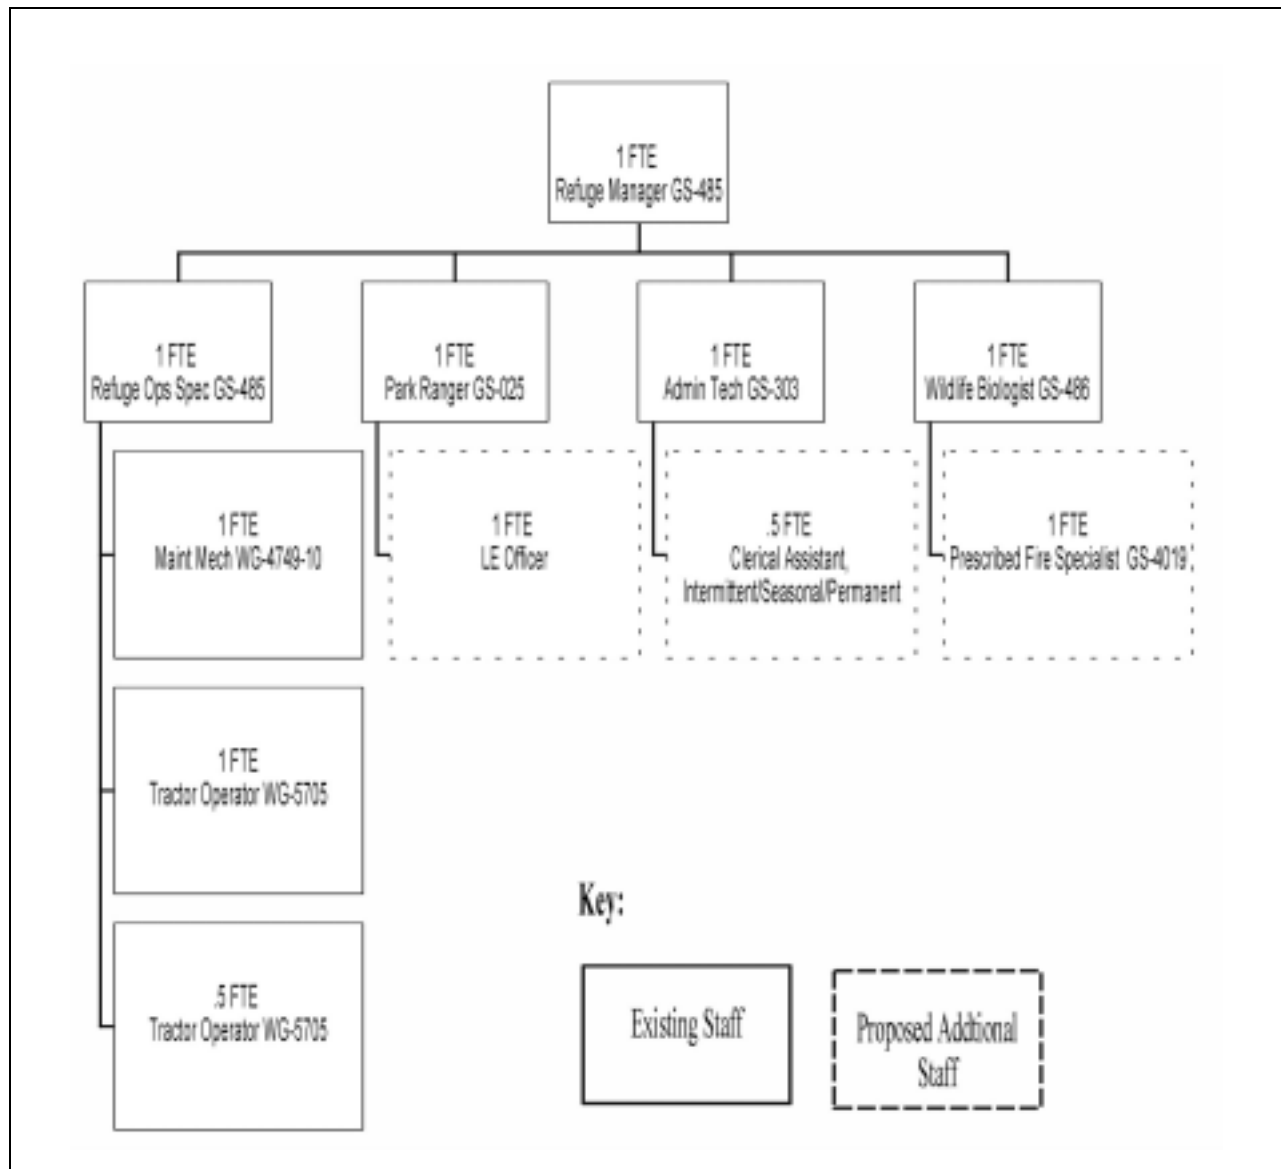 1 FTE
Refuge Manager GS-485
1 FTE
Refuge Ops Spec GS-485
1 FTE
Park Ranger GS-025
1 FTE
Admin Tech GS-303
1 FTE
Wildlife Biologist GS-486
1 FTE
Maint Mech WG-4749-10
1 FTE
LE Officer
.5 FTE
Clerical Assistant,
Intermittent/Seasonal/Permanent
1 FTE
Prescribed Fire Specialist GS-4019
1 FTE
Tractor Operator WG-5705
.5 FTE
Tractor Operator WG-5705
Key:
Existing Staff
Proposed Addtional
Staff